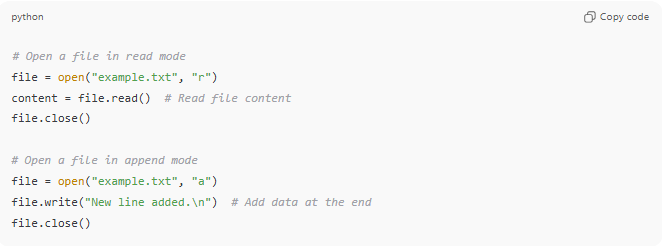 python
Copy code
# Open a file in read mode
file = open("example.txt", "r")
content = file.read()  # Read file content
file.close()
# Open a file in append mode
file = open("example.txt", "a")
file.write("New line added.\n")  # Add data at the end
file.close()